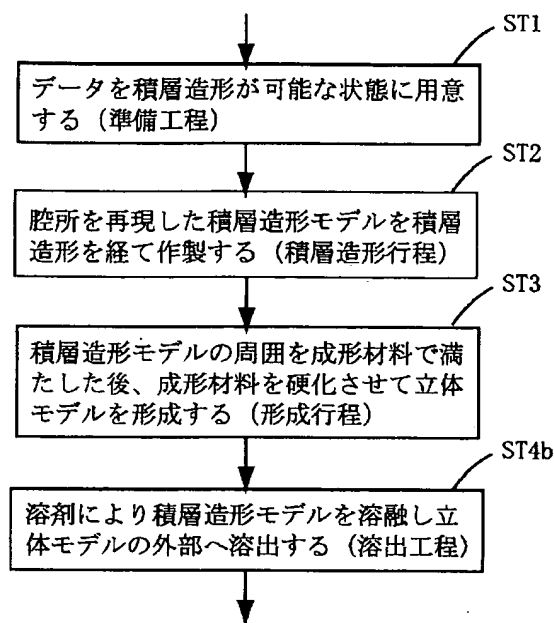 ST1
データを積層造形が可能な状態に用意
する（準備工程）
ST2
腔所を再現した積層造形モデルを積層
造形を経て作製する（積層造形行程）
ST3
積層造形モデルの周囲を成形材料で満
たした後、成形材料を硬化させて立体
モデルを形成する（形成行程）
ST4b
溶剤により積層造形モデルを溶融し立
体モデルの外部へ溶出する（溶出工程）